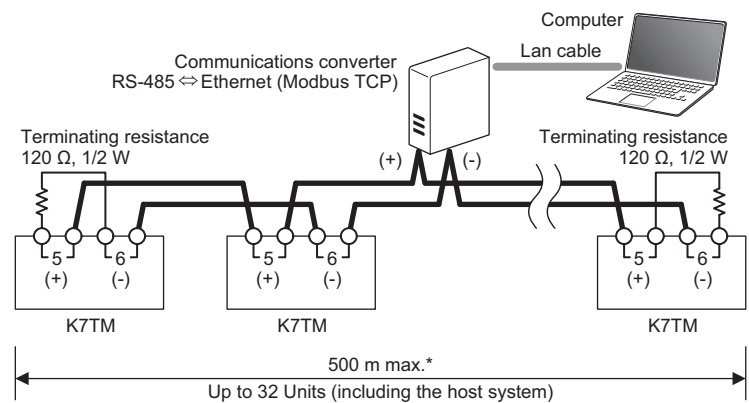 Computer
Lan cable
Communications converter
RS-485 ⇔ Ethernet (Modbus TCP)
Terminating resistance
120 Ω, 1/2 W
(+) (-)
Terminating resistance
120 Ω, 1/2 W
5 6
(+) (-)
K7TM
5 6
(+) (-)
K7TM
5 6
(+) (-)
K7TM
500 m max.*
Up to 32 Units (including the host system)